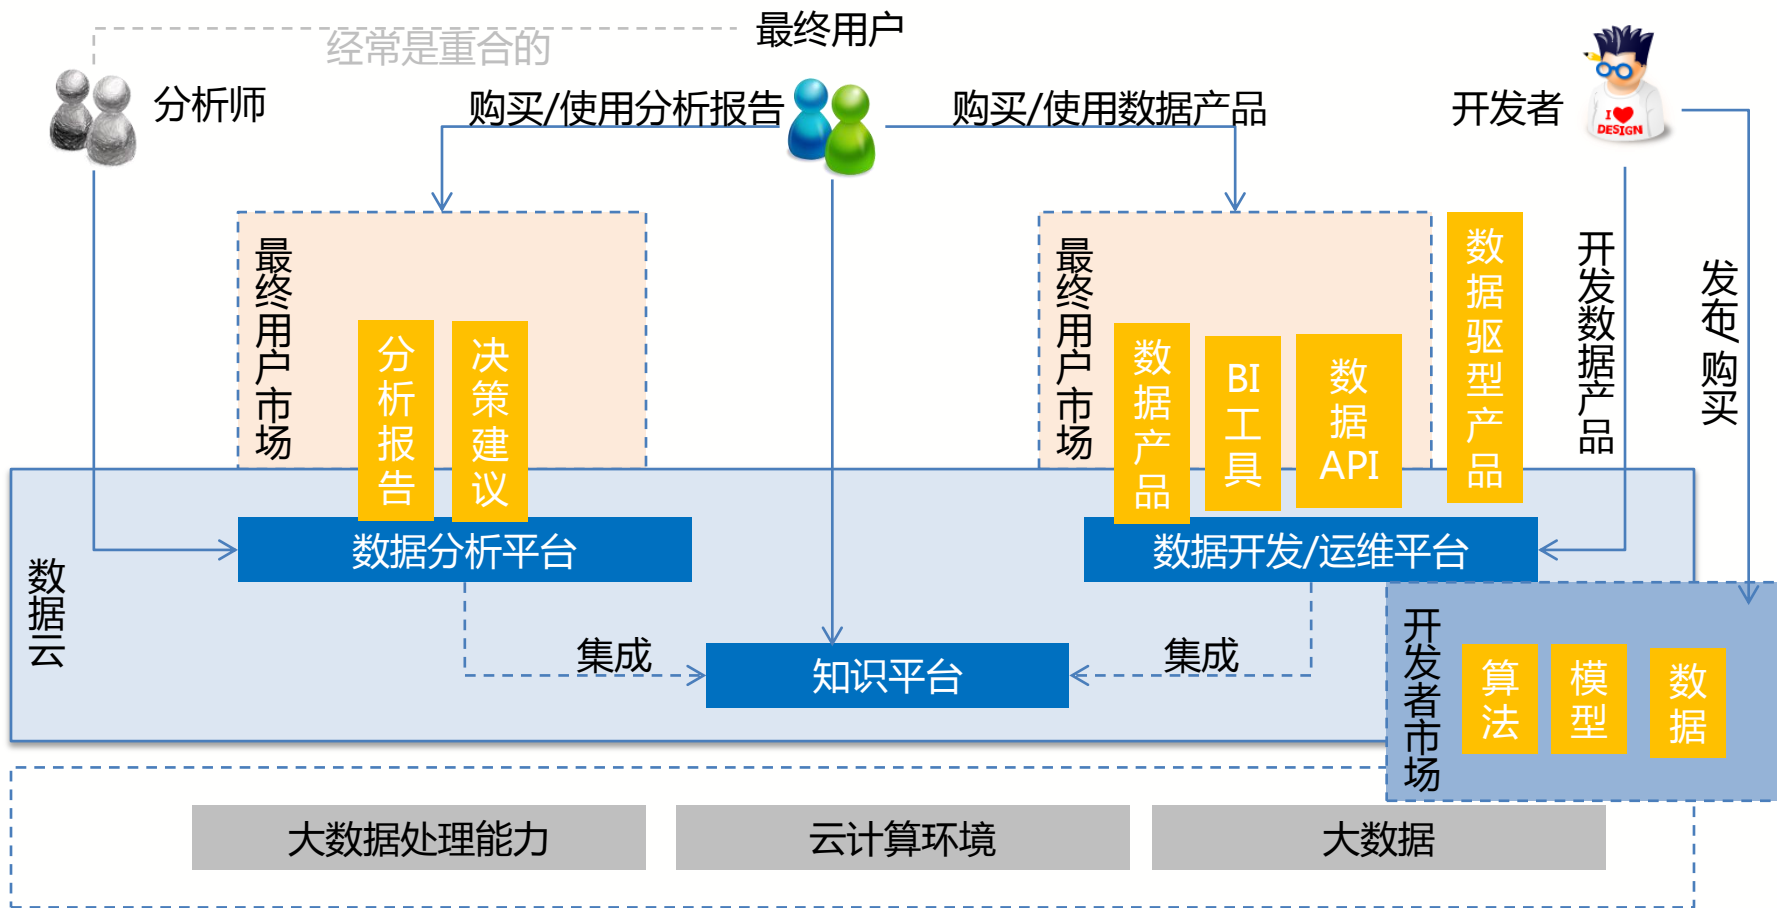 最终用户
经常是重合的
分析师
购买/使用分析报告
购买/使用数据产品
开发者
I ❤
DESIGN
最终用户市场
分析报告
决策建议
最终用户市场
数据产品
BI工具
数据API
数据驱型产品
开发数据产品
发布/购买
数据云
数据分析平台
数据开发/运维平台
集成
知识平台
集成
开发者市场
算法
模型
数据
大数据处理能力
云计算环境
大数据